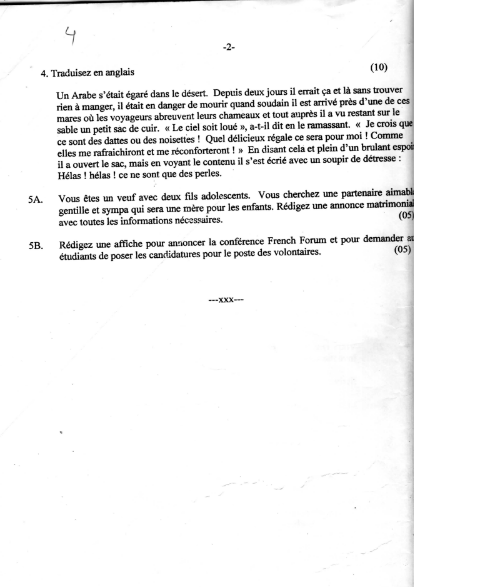 4
-2-
4. Traduisez en anglais (10)
Un Arabe s'était égaré dans le désert. Depuis deux jours il errait ça et là sans trouver
rien à manger, il était en danger de mourir quand soudain il est arrivé près d'une de ces
mares où les voyageurs abreuvent leurs chameaux et tout auprès il a vu restant sur le
sable un petit sac de cuir. « Le ciel soit loué », a-t-il dit en le ramassant. « Je crois que
ce sont des dattes ou des noisettes ! Quel délicieux régale ce sera pour moi ! Comme
elles me rafraichiront et me réconforteront ! » En disant cela et plein d'un brulant espoi
il a ouvert le sac, mais en voyant le contenu il s'est écrié avec un soupir de détresse :
Hélas ! hélas ! ce ne sont que des perles.
5A. Vous êtes un veuf avec deux fils adolescents. Vous cherchez une partenaire aimabl
gentille et sympa qui sera une mère pour les enfants. Rédigez une annonce matrimonial
avec toutes les informations nécessaires. (05)
5B. Rédigez une affiche pour annoncer la conférence French Forum et pour demander
étudiants de poser les candidatures pour le poste des volontaires. (05)
---xxx---